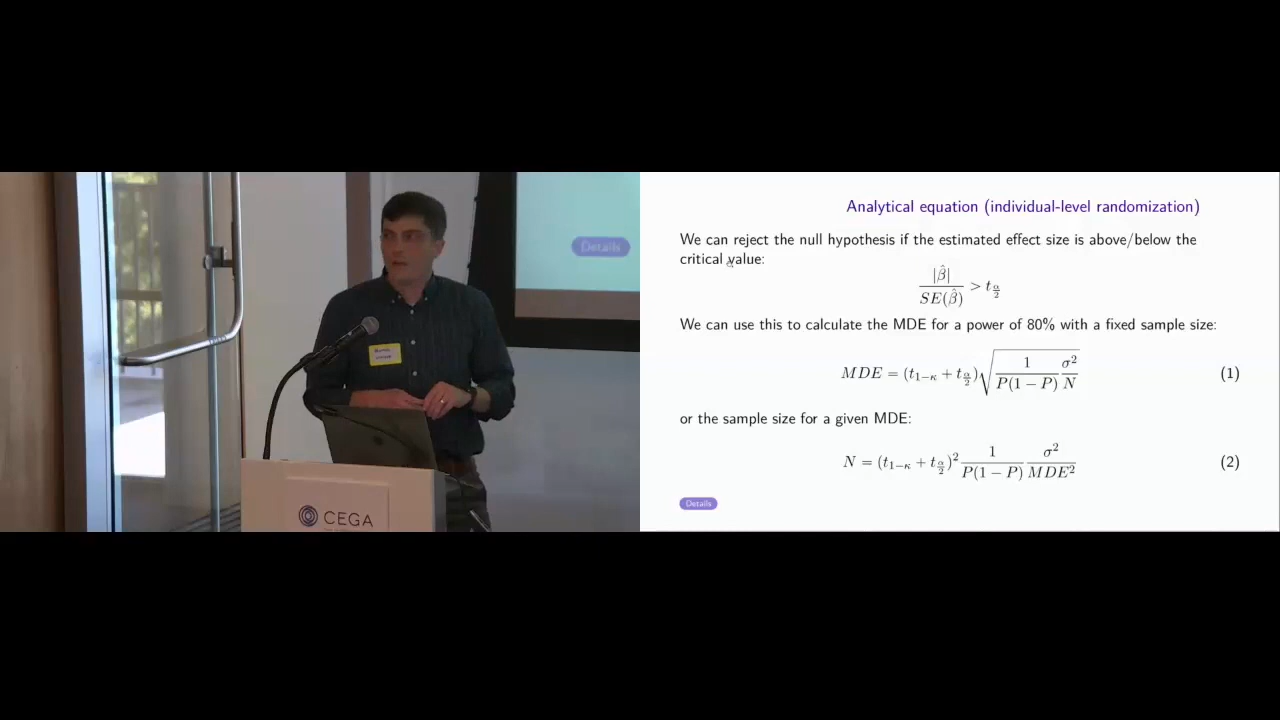 Details
CEGA
Analytical equation (individual-level randomization)
We can reject the null hypothesis if the estimated effect size is above/below the
critical value:
|β̂| / SE(β̂) > t_{α/2}
We can use this to calculate the MDE for a power of 80% with a fixed sample size:
MDE = (t_{1−κ} + t_{α/2}) √(1 / P(1 − P) σ² / N) (1)
or the sample size for a given MDE:
N = (t_{1−κ} + t_{α/2})² 1 / P(1 − P) σ² / MDE² (2)
Details